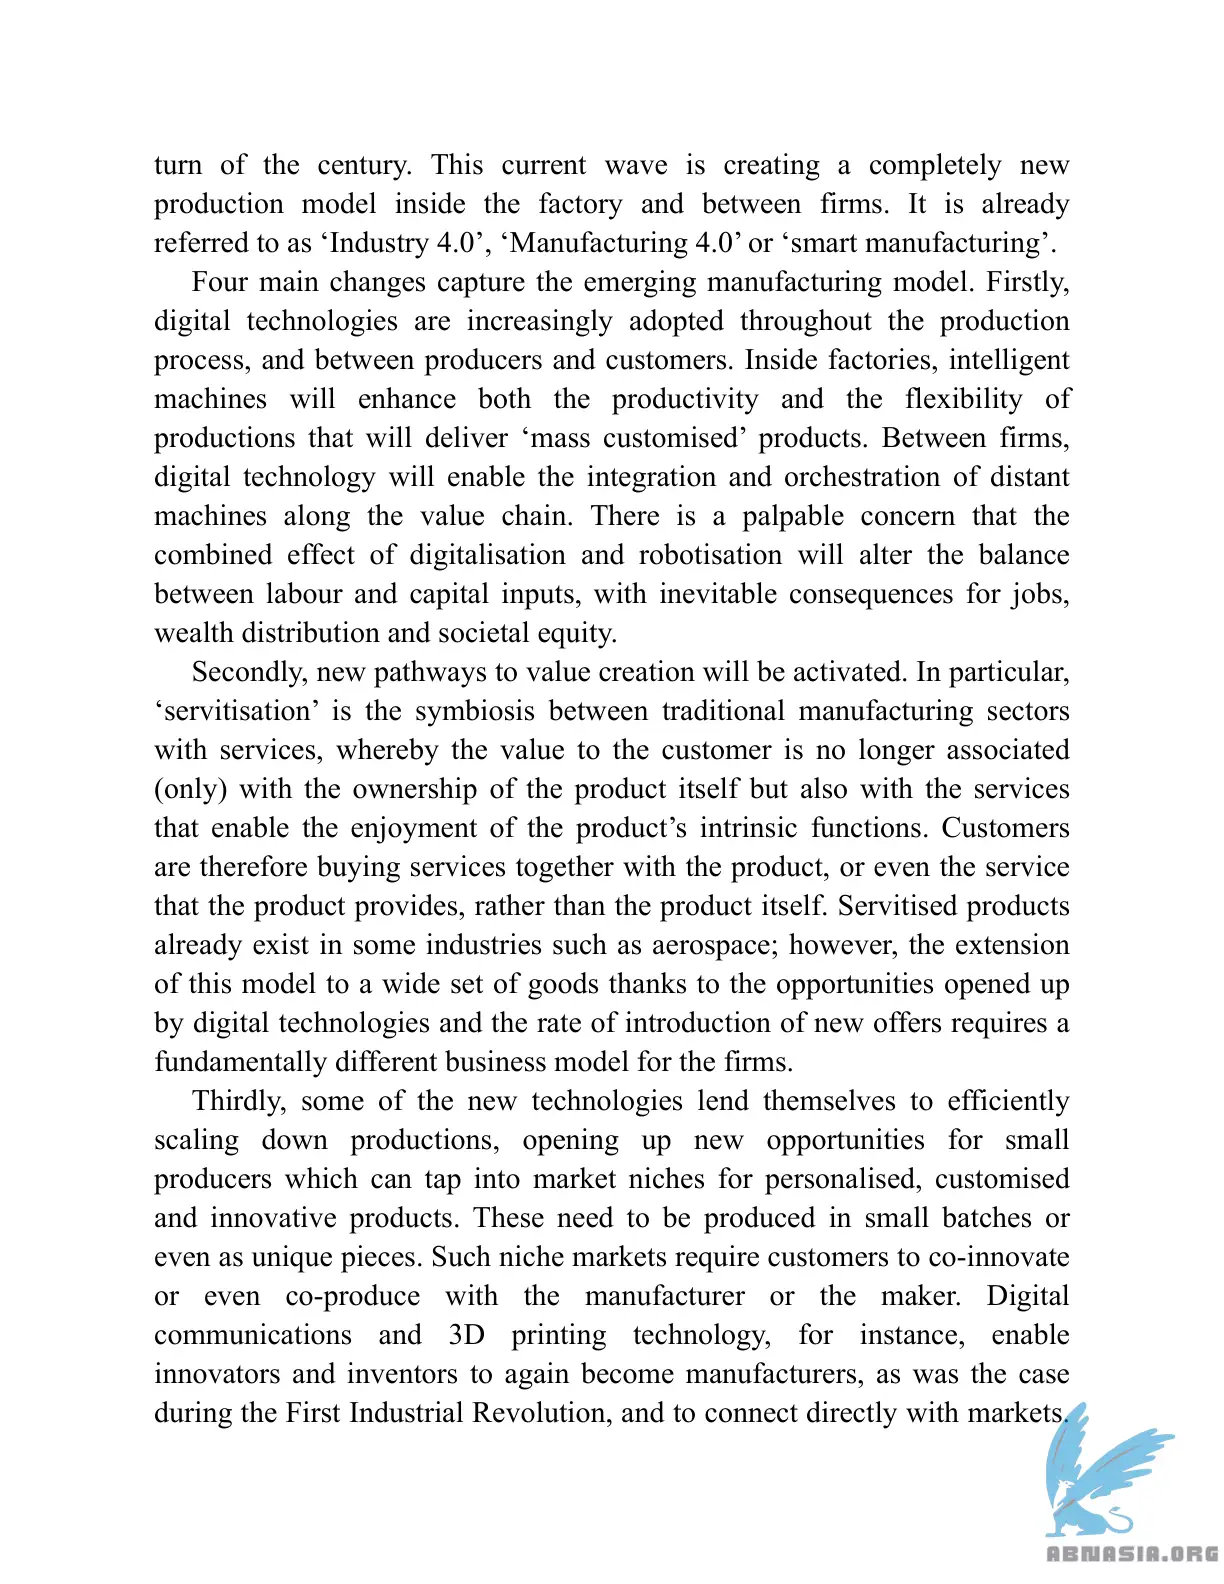 turn of the century. This current wave is creating a completely new
production model inside the factory and between firms. It is already
referred to as ‘Industry 4.0’, ‘Manufacturing 4.0’ or ‘smart manufacturing’.
Four main changes capture the emerging manufacturing model. Firstly,
digital technologies are increasingly adopted throughout the production
process, and between producers and customers. Inside factories, intelligent
machines will enhance both the productivity and the flexibility of
productions that will deliver ‘mass customised’ products. Between firms,
digital technology will enable the integration and orchestration of distant
machines along the value chain. There is a palpable concern that the
combined effect of digitalisation and robotisation will alter the balance
between labour and capital inputs, with inevitable consequences for jobs,
wealth distribution and societal equity.
Secondly, new pathways to value creation will be activated. In particular,
‘servitisation’ is the symbiosis between traditional manufacturing sectors
with services, whereby the value to the customer is no longer associated
(only) with the ownership of the product itself but also with the services
that enable the enjoyment of the product’s intrinsic functions. Customers
are therefore buying services together with the product, or even the service
that the product provides, rather than the product itself. Servitised products
already exist in some industries such as aerospace; however, the extension
of this model to a wide set of goods thanks to the opportunities opened up
by digital technologies and the rate of introduction of new offers requires a
fundamentally different business model for the firms.
Thirdly, some of the new technologies lend themselves to efficiently
scaling down productions, opening up new opportunities for small
producers which can tap into market niches for personalised, customised
and innovative products. These need to be produced in small batches or
even as unique pieces. Such niche markets require customers to co-innovate
or even co-produce with the manufacturer or the maker. Digital
communications and 3D printing technology, for instance, enable
innovators and inventors to again become manufacturers, as was the case
during the First Industrial Revolution, and to connect directly with markets.
ABNASIA.ORG